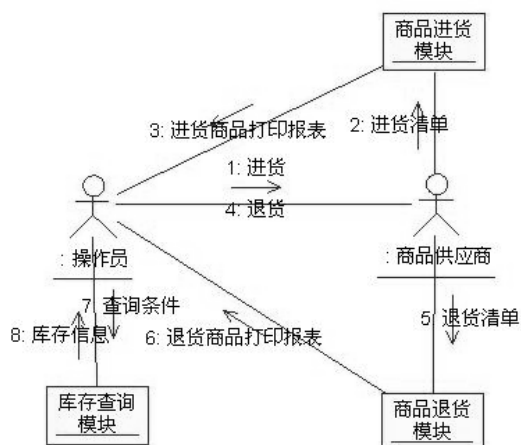 商品进货
模块
3: 进货商品打印报表
2: 进货清单
1: 进货
4: 退货
: 操作员
: 商品供应商
7: 查询条件
8: 库存信息
6: 退货商品打印报表
5: 退货清单
库存查询
模块
商品退货
模块